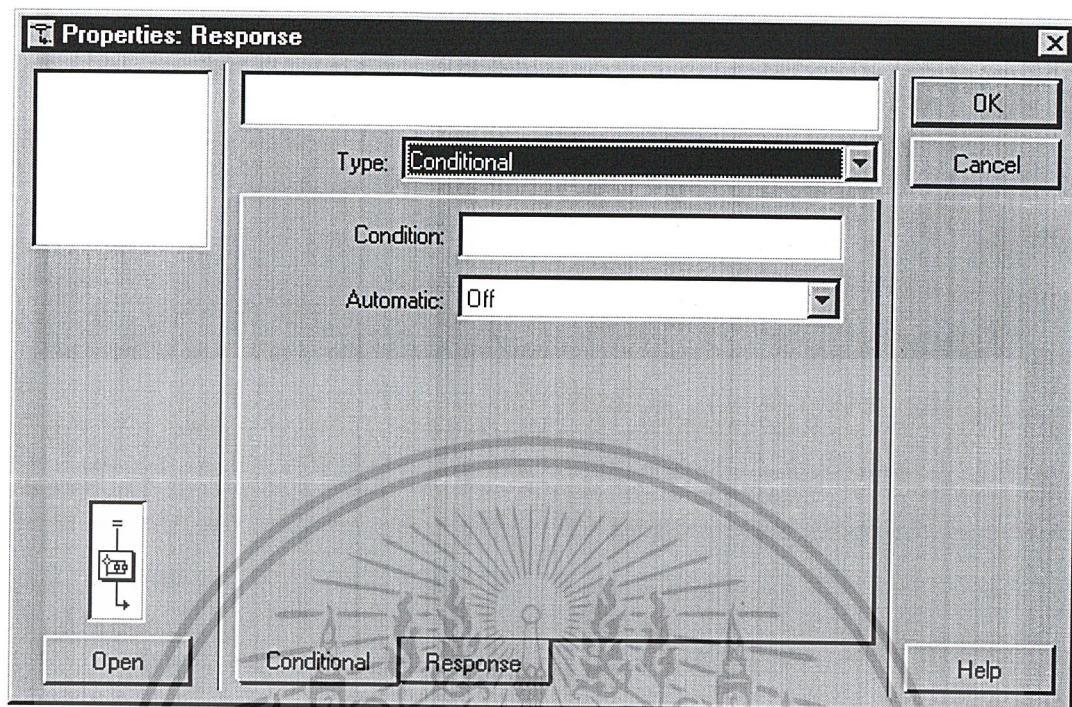 Properties: Response
OK
Type: Conditional
Cancel
Condition:
Automatic: Off
=
Open
Conditional
Response
Help